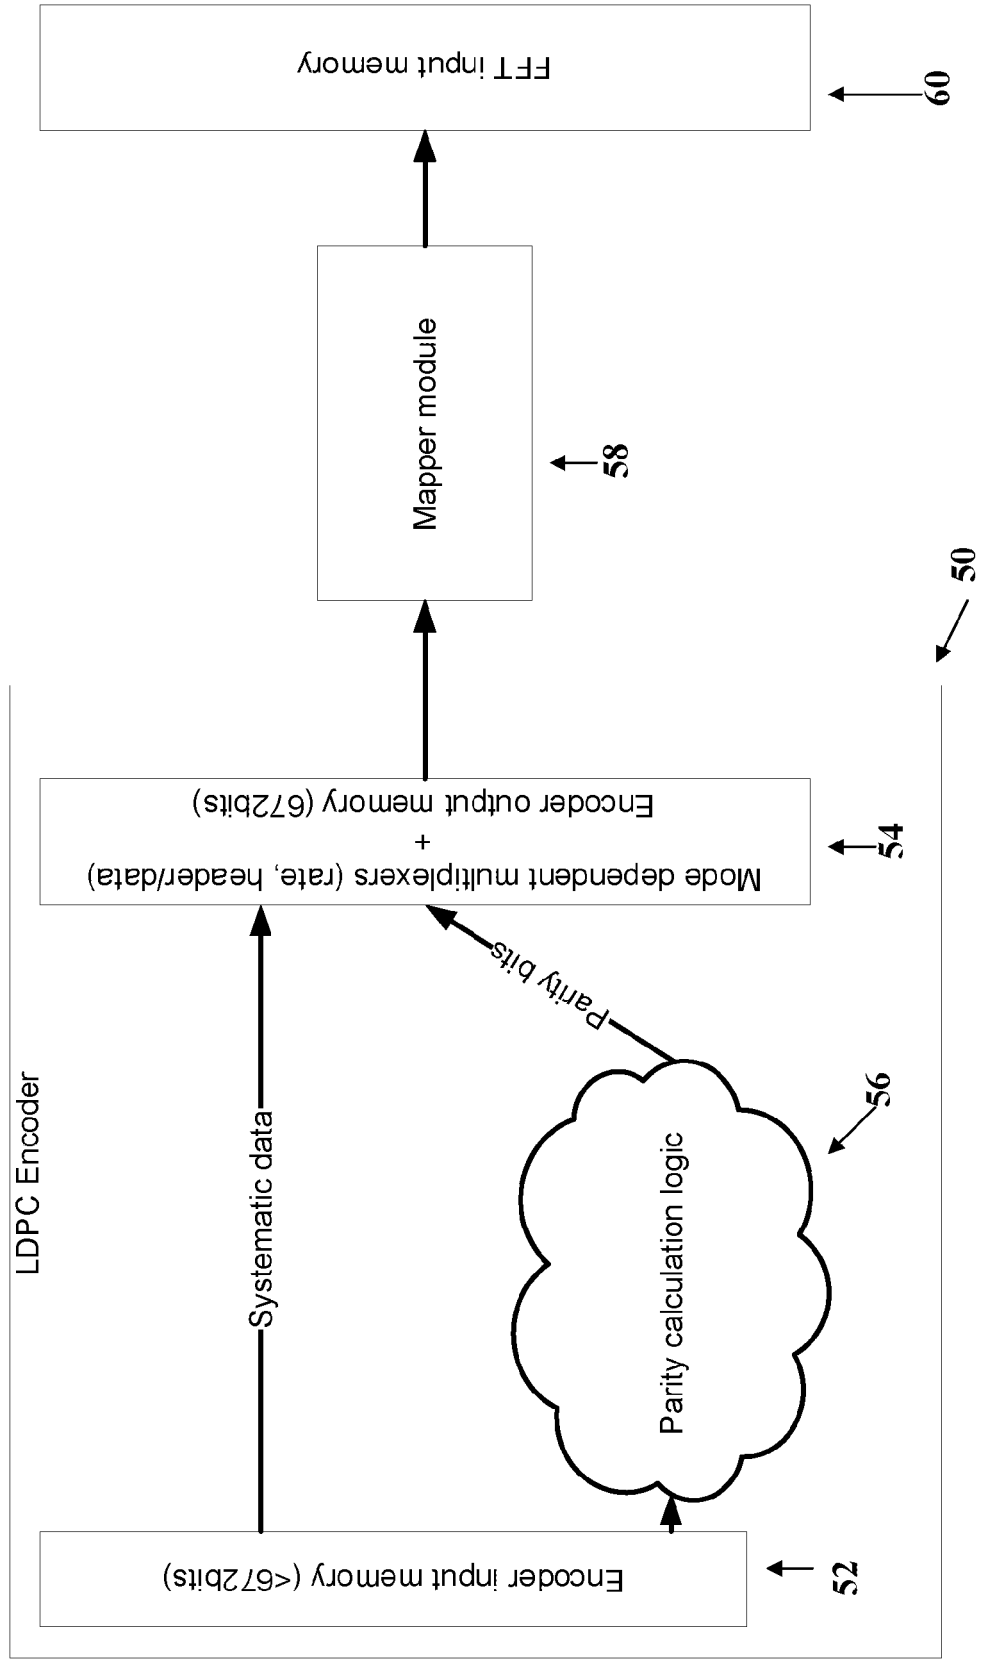 LDPC Encoder
Encoder input memory (<672bits)
52
Systematic data
Parity calculation logic
56
Parity bits
Mode dependent multiplexers (rate, header/data)
+
Encoder output memory (672bits)
54
50
Mapper module
58
FFT input memory
60